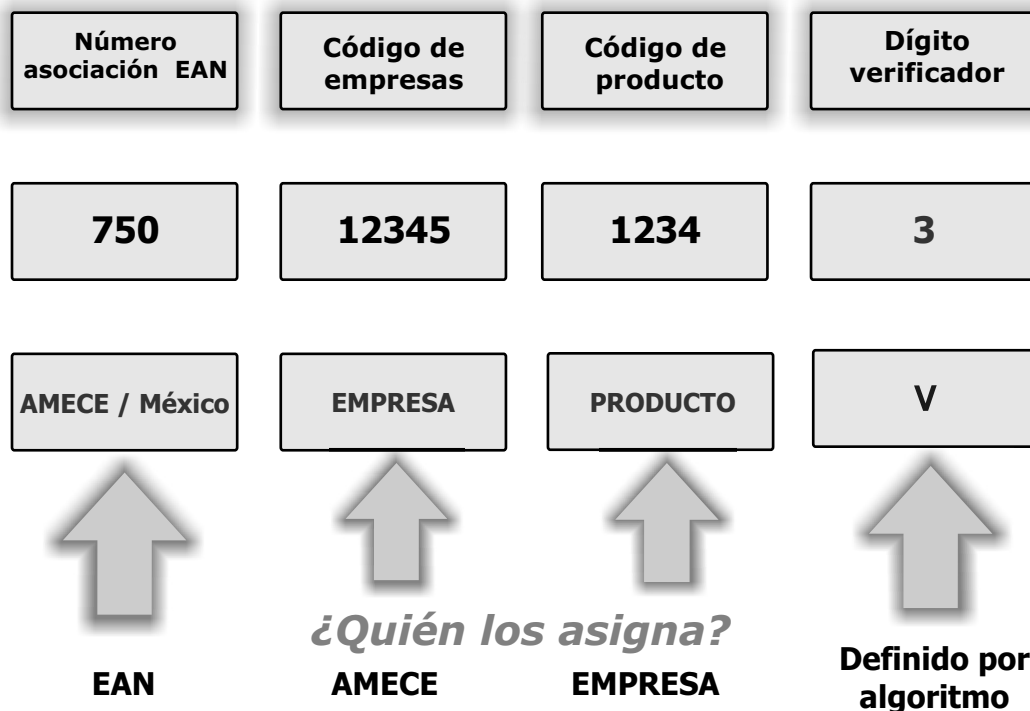 Número
asociación EAN
Código de
empresas
Código de
producto
Dígito
verificador
750
12345
1234
3
AMECE / México
EMPRESA
PRODUCTO
V
¿Quién los asigna?
EAN
AMECE
EMPRESA
Definido por
algoritmo